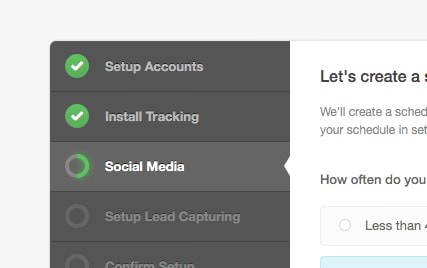 Setup Accounts
Install Tracking
Social Media
Setup Lead Capturing
Confirm Setup
Let's create a s
We'll create a sched
your schedule in set
How often do you
Less than 4